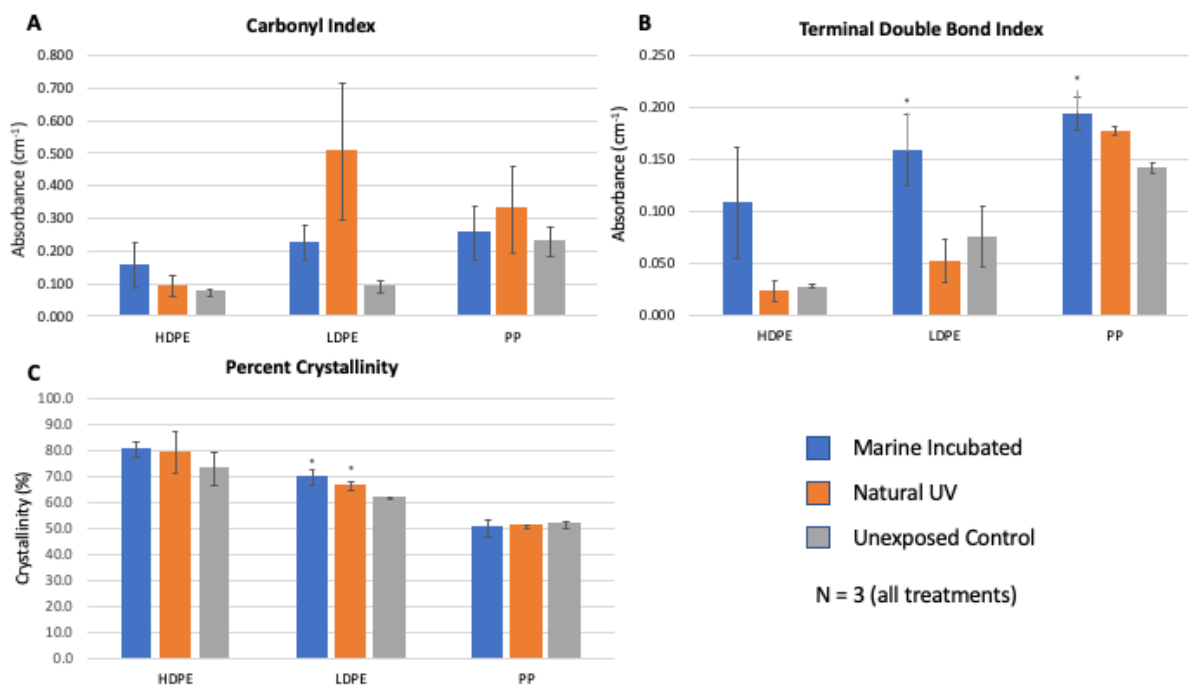 A
Carbonyl Index
0.800
0.700
0.600
0.500
0.400
0.300
0.200
0.100
0.000
Absorbance (cm⁻¹)
HDPE LDPE PP
B
Terminal Double Bond Index
0.250
0.200
0.150
0.100
0.050
0.000
Absorbance (cm⁻¹)
* *
HDPE LDPE PP
C
Percent Crystallinity
100.0
90.0
80.0
70.0
60.0
50.0
40.0
30.0
20.0
10.0
0.0
Crystallinity (%)
* *
HDPE LDPE PP
Marine Incubated
Natural UV
Unexposed Control
N = 3 (all treatments)